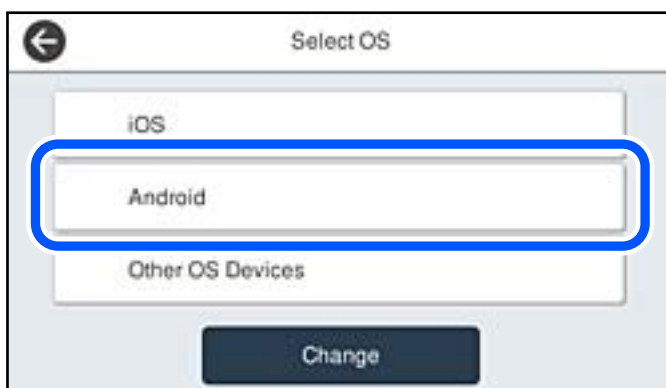 Select OS
iOS
Android
Other OS Devices
Change